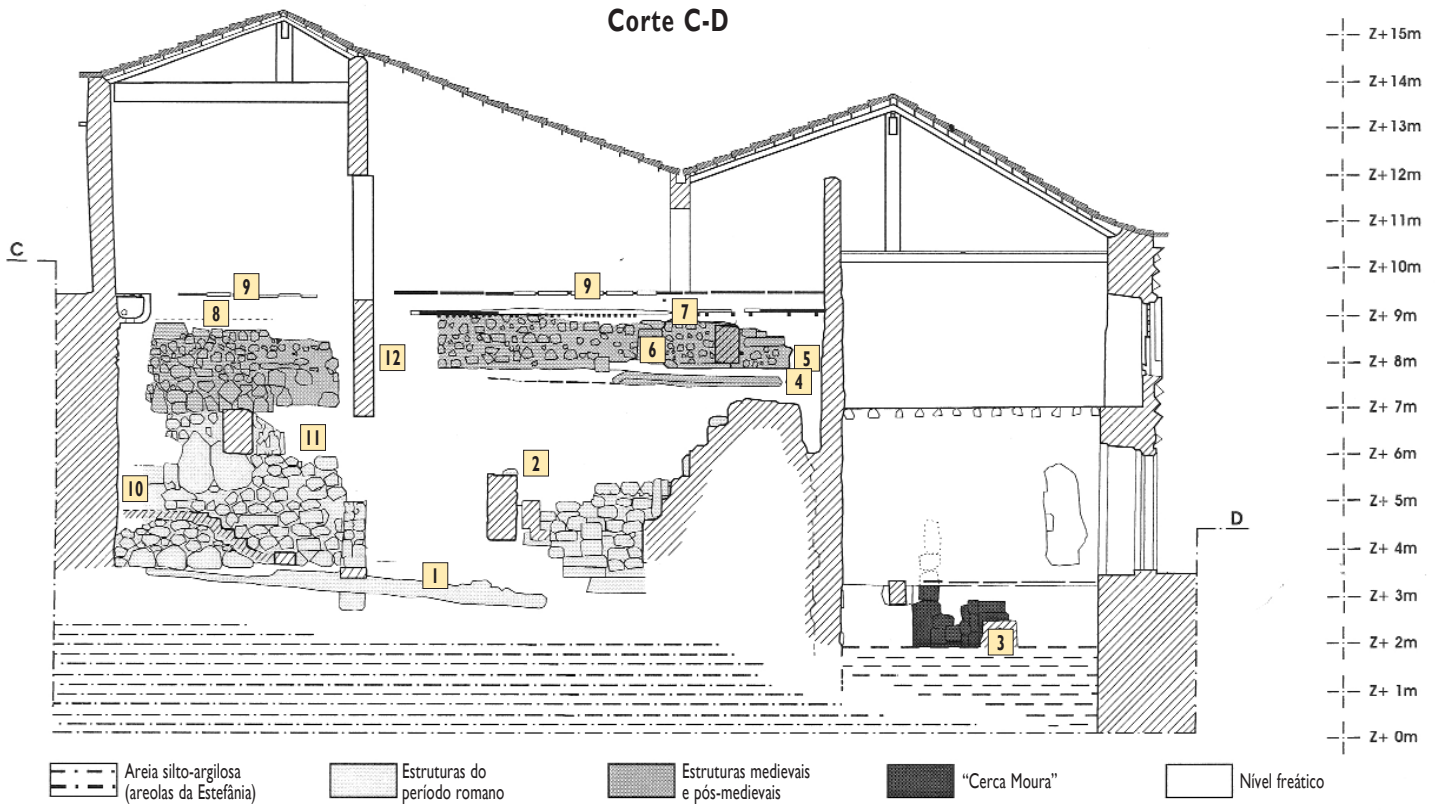 Corte C-D
Z+ 15m
Z+ 14m
Z+ 13m
Z+ 12m
Z+ 11m
Z+ 10m
Z+ 9m
Z+ 8m
Z+ 7m
Z+ 6m
Z+ 5m
Z+ 4m
Z+ 3m
Z+ 2m
Z+ 1m
Z+ 0m
C
D
9
9
8
7
6
5
4
12
11
2
10
1
3
Areia silto-argilosa
(areolas da Estefânia)
Estruturas do
período romano
Estruturas medievais
e pós-medievais
"Cerca Moura"
Nível freático